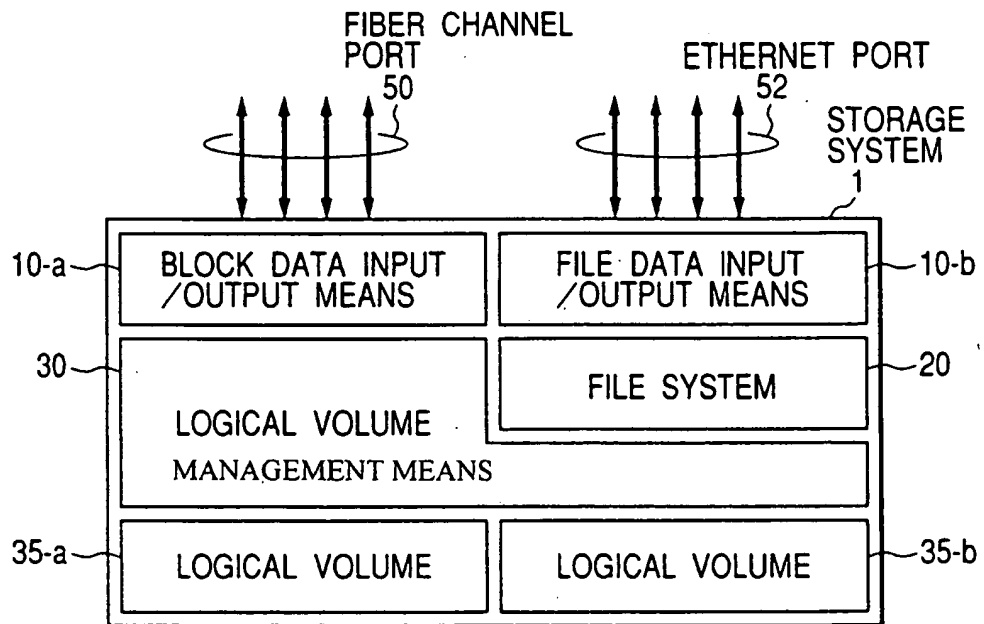 FIBER CHANNEL
PORT
50
ETHERNET PORT
52
STORAGE
SYSTEM
1
10-a
BLOCK DATA INPUT
/OUTPUT MEANS
FILE DATA INPUT
/OUTPUT MEANS
10-b
30
FILE SYSTEM
20
LOGICAL VOLUME
MANAGEMENT MEANS
35-a
LOGICAL VOLUME
LOGICAL VOLUME
35-b